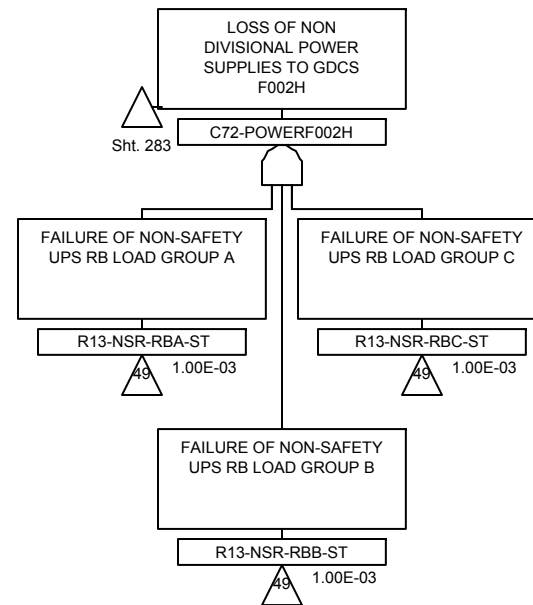 LOSS OF NON
DIVISIONAL POWER
SUPPLIES TO GDCS
F002H
C72-POWERF002H
Sht. 283
FAILURE OF NON-SAFETY
UPS RB LOAD GROUP A
R13-NSR-RBA-ST
49
1.00E-03
FAILURE OF NON-SAFETY
UPS RB LOAD GROUP C
R13-NSR-RBC-ST
49
1.00E-03
FAILURE OF NON-SAFETY
UPS RB LOAD GROUP B
R13-NSR-RBB-ST
49
1.00E-03